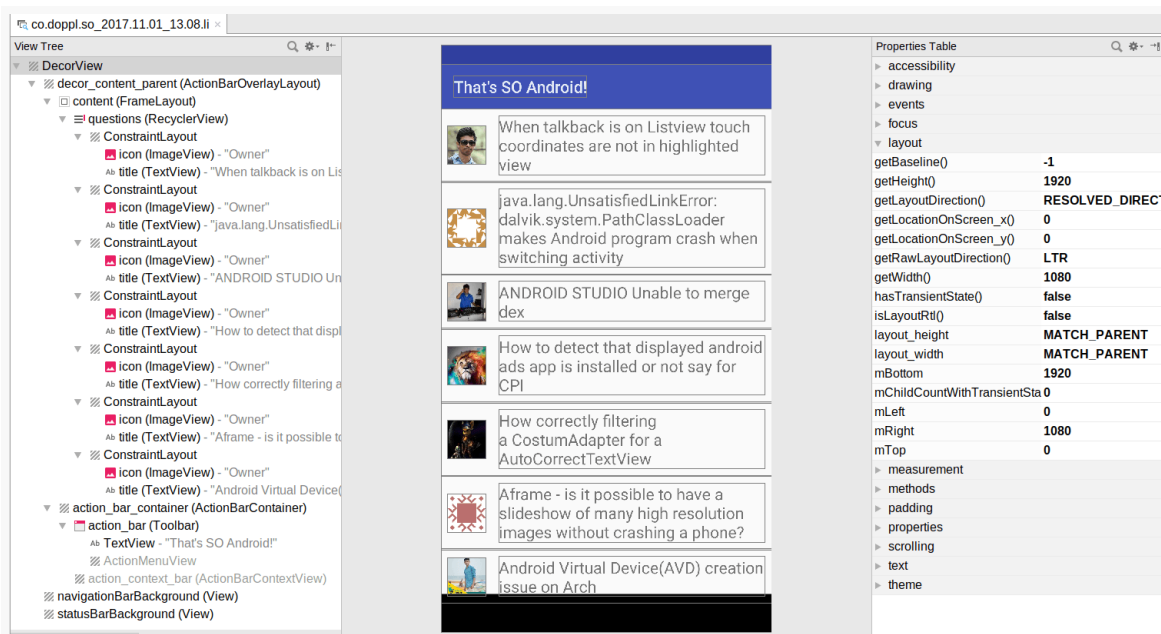 co.doppl.so_2017.11.01_13.08.li
View Tree
DecorView
decor_content_parent (ActionBarOverlayLayout)
content (FrameLayout)
questions (RecyclerView)
ConstraintLayout
icon (ImageView) - "Owner"
Ab title (TextView) - "When talkback is on Lis
ConstraintLayout
icon (ImageView) - "Owner"
Ab title (TextView) - "java.lang.UnsatisfiedLi
ConstraintLayout
icon (ImageView) - "Owner"
Ab title (TextView) - "ANDROID STUDIO Un
ConstraintLayout
icon (ImageView) - "Owner"
Ab title (TextView) - "How to detect that displ
ConstraintLayout
icon (ImageView) - "Owner"
Ab title (TextView) - "How correctly filtering a
ConstraintLayout
icon (ImageView) - "Owner"
Ab title (TextView) - "Aframe - is it possible to
ConstraintLayout
icon (ImageView) - "Owner"
Ab title (TextView) - "Android Virtual Device(
action_bar_container (ActionBarContainer)
action_bar (Toolbar)
Ab TextView - "That's SO Android!"
ActionMenuView
action_context_bar (ActionBarContextView)
navigationBarBackground (View)
statusBarBackground (View)
That's SO Android!
When talkback is on Listview touch
coordinates are not in highlighted
view
java.lang.UnsatisfiedLinkError:
dalvik.system.PathClassLoader
makes Android program crash when
switching activity
ANDROID STUDIO Unable to merge
dex
How to detect that displayed android
ads app is installed or not say for
CPI
How correctly filtering
a CostumAdapter for a
AutoCorrectTextView
Aframe - is it possible to have a
slideshow of many high resolution
images without crashing a phone?
Android Virtual Device(AVD) creation
issue on Arch
Properties Table
accessibility
drawing
events
focus
layout
getBaseline() -1
getHeight() 1920
getLayoutDirection() RESOLVED_DIRECT
getLocationOnScreen_x() 0
getLocationOnScreen_y() 0
getRawLayoutDirection() LTR
getWidth() 1080
hasTransientState() false
isLayoutRtl() false
layout_height MATCH_PARENT
layout_width MATCH_PARENT
mBottom 1920
mChildCountWithTransientSta 0
mLeft 0
mRight 1080
mTop 0
measurement
methods
padding
properties
scrolling
text
theme